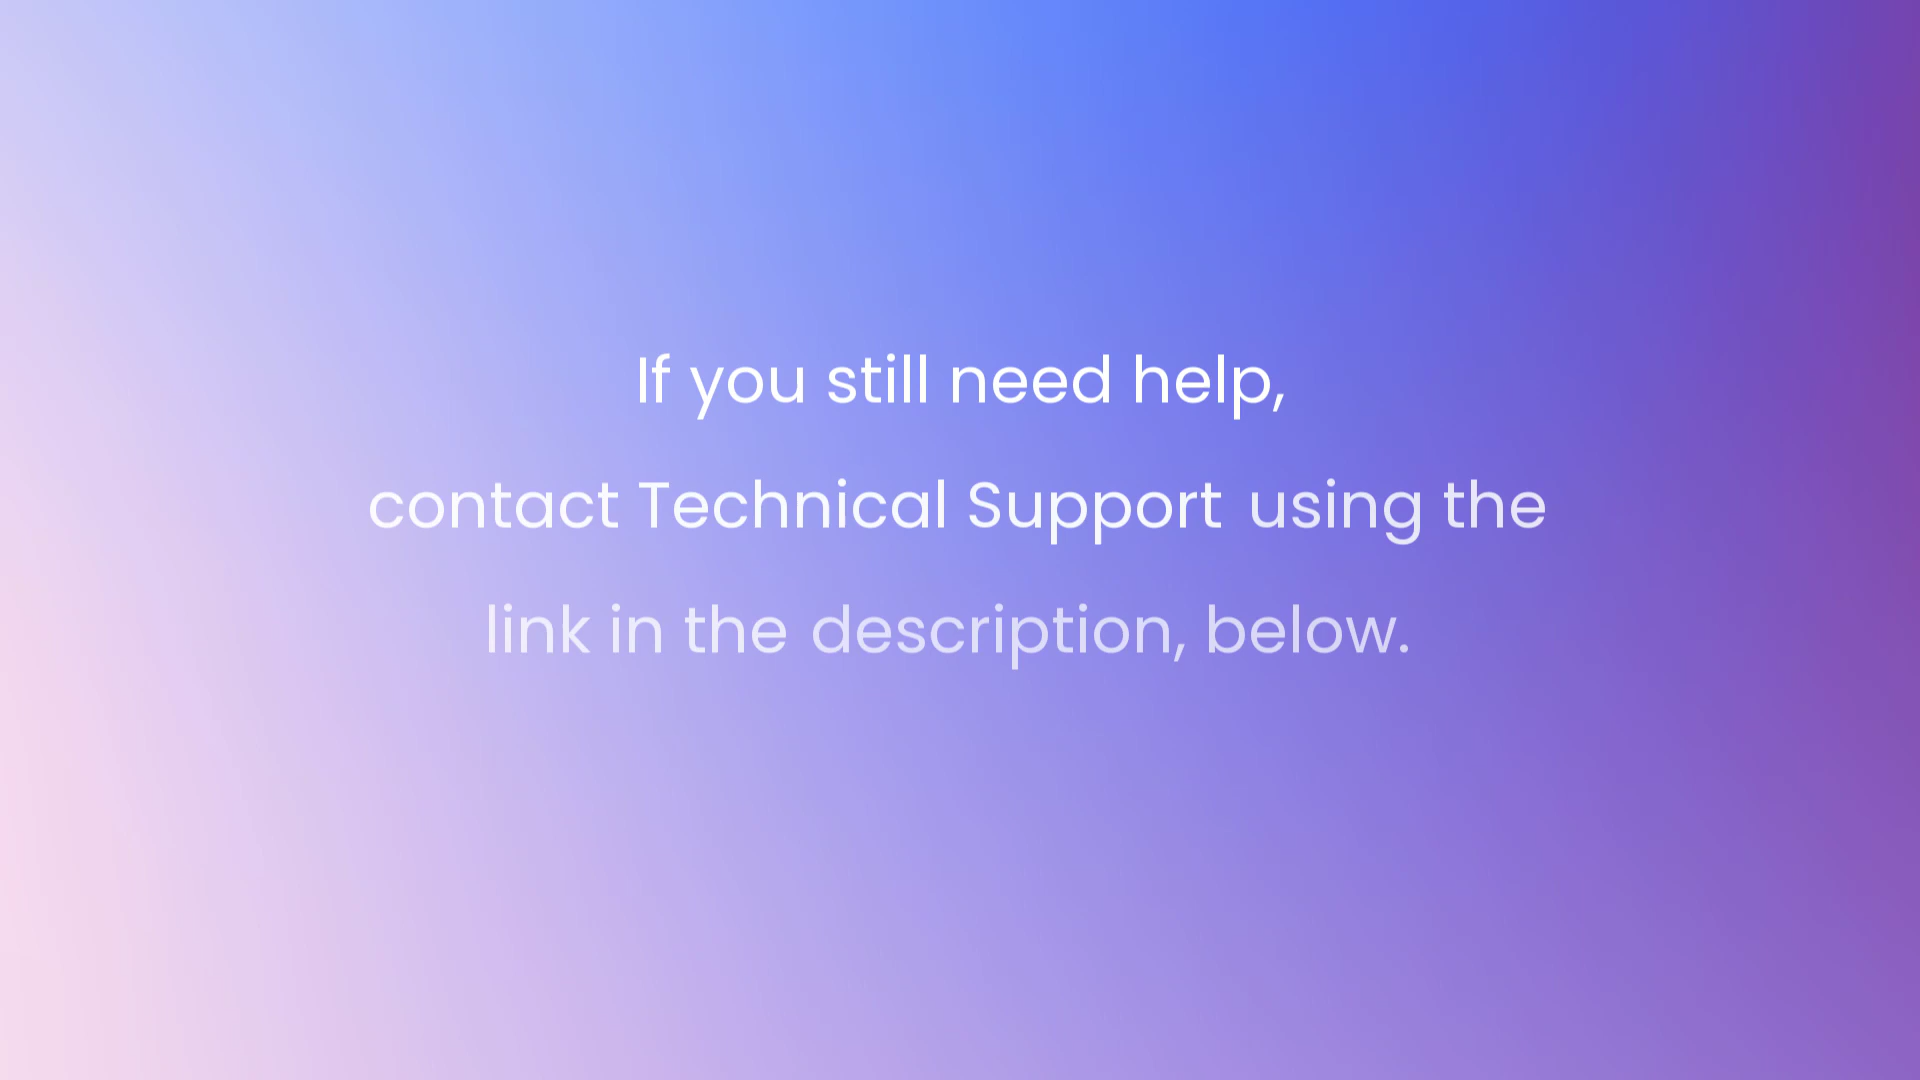 If you still need help,
contact Technical Support using the
link in the description, below.